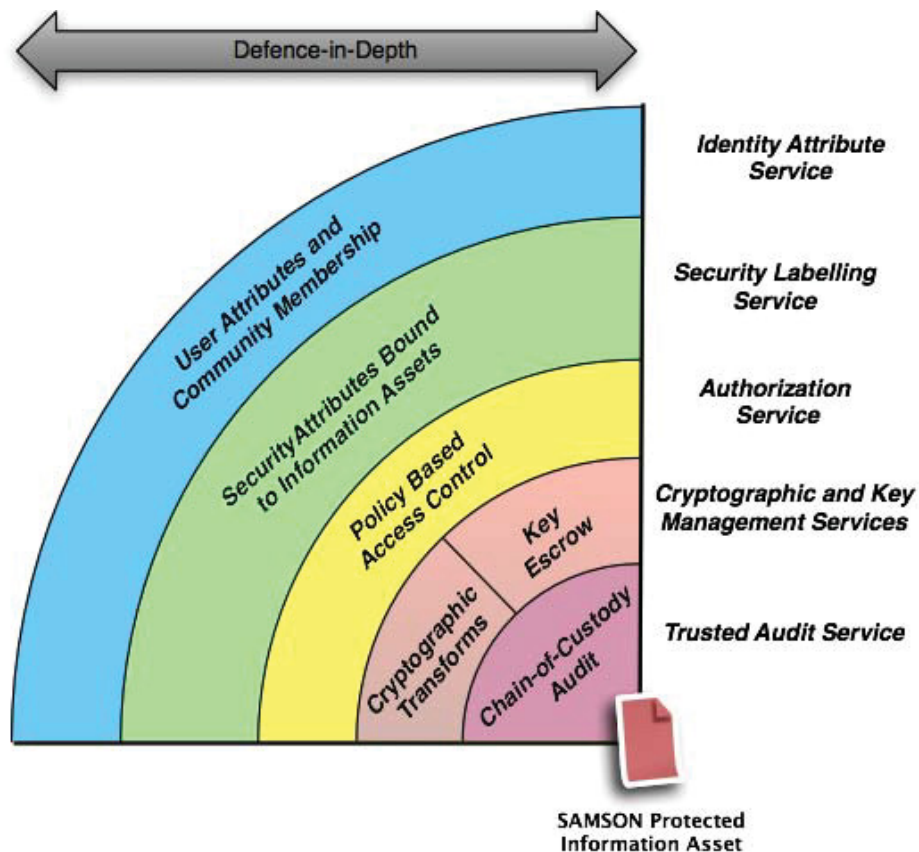 Defence-in-Depth
Identity Attribute
Service
User Attributes and
Community Membership
Security Labelling
Service
Security Attributes Bound
to Information Assets
Authorization
Service
Policy Based
Access Control
Cryptographic and Key
Management Services
Key
Escrow
Cryptographic
Transforms
Trusted Audit Service
Chain-of-Custody
Audit
SAMSON Protected
Information Asset